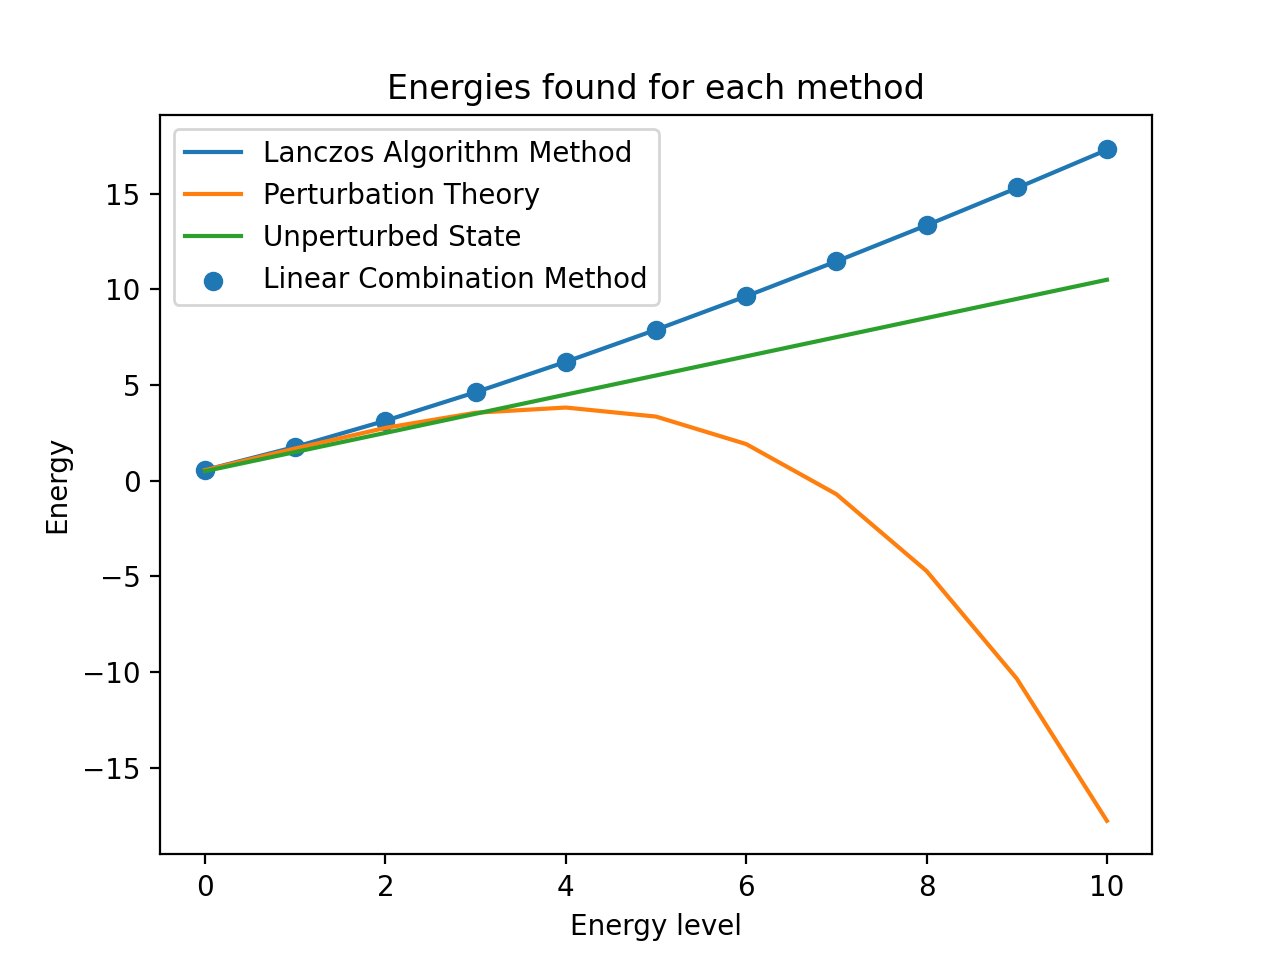 Energies found for each method
Lanczos Algorithm Method
Perturbation Theory
Unperturbed State
Linear Combination Method
15
10
5
0
−5
−10
−15
Energy
0 2 4 6 8 10
Energy level